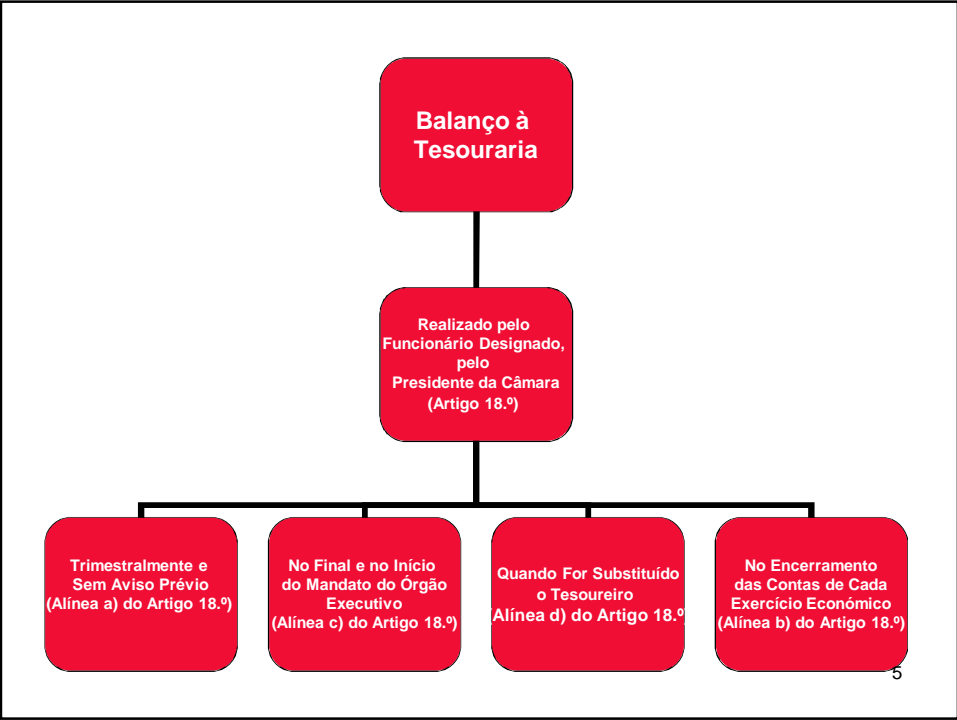 Balanço à
Tesouraria
Realizado pelo
Funcionário Designado,
pelo
Presidente da Câmara
(Artigo 18.º)
Trimestralmente e
Sem Aviso Prévio
(Alínea a) do Artigo 18.º)
No Final e no Início
do Mandato do Órgão
Executivo
(Alínea c) do Artigo 18.º)
Quando For Substituído
o Tesoureiro
(Alínea d) do Artigo 18.º)
No Encerramento
das Contas de Cada
Exercício Económico
(Alínea b) do Artigo 18.º)
5